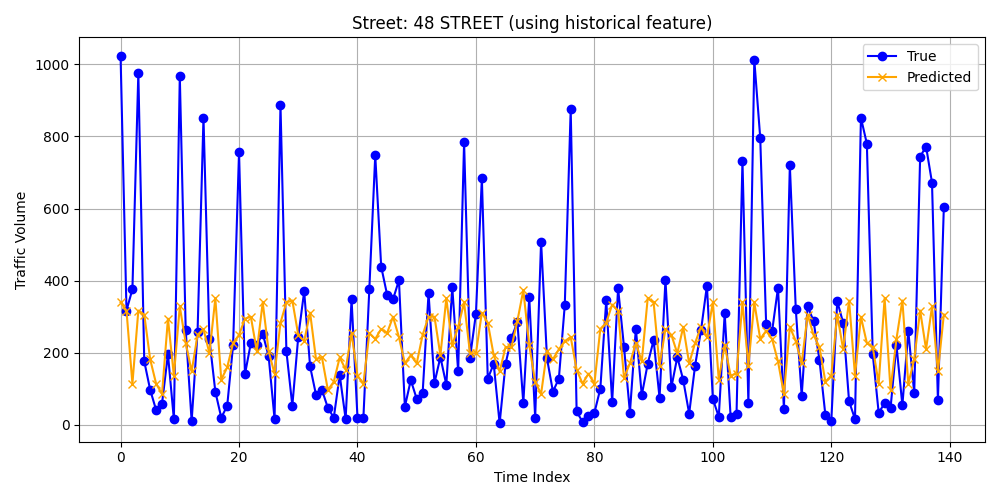 Street: 48 STREET (using historical feature)
True
Predicted
Traffic Volume
1000
800
600
400
200
0
0 20 40 60 80 100 120 140
Time Index